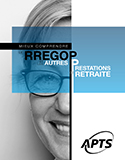 MIEUX COMPRENDRE
RREGOP
AUTRES PRESTATIONS
RETRAITE
APTS